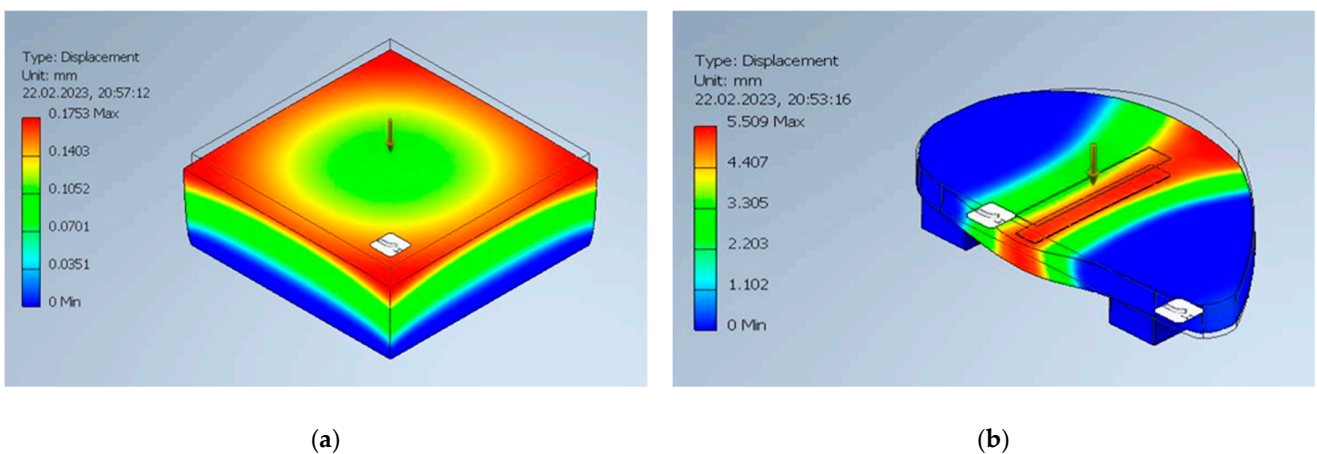 Type: Displacement
Unit: mm
22.02.2023, 20:57:12
0.1753 Max
0.1403
0.1052
0.0701
0.0351
0 Min
Type: Displacement
Unit: mm
22.02.2023, 20:53:16
5.509 Max
4.407
3.305
2.203
1.102
0 Min
(a)
(b)